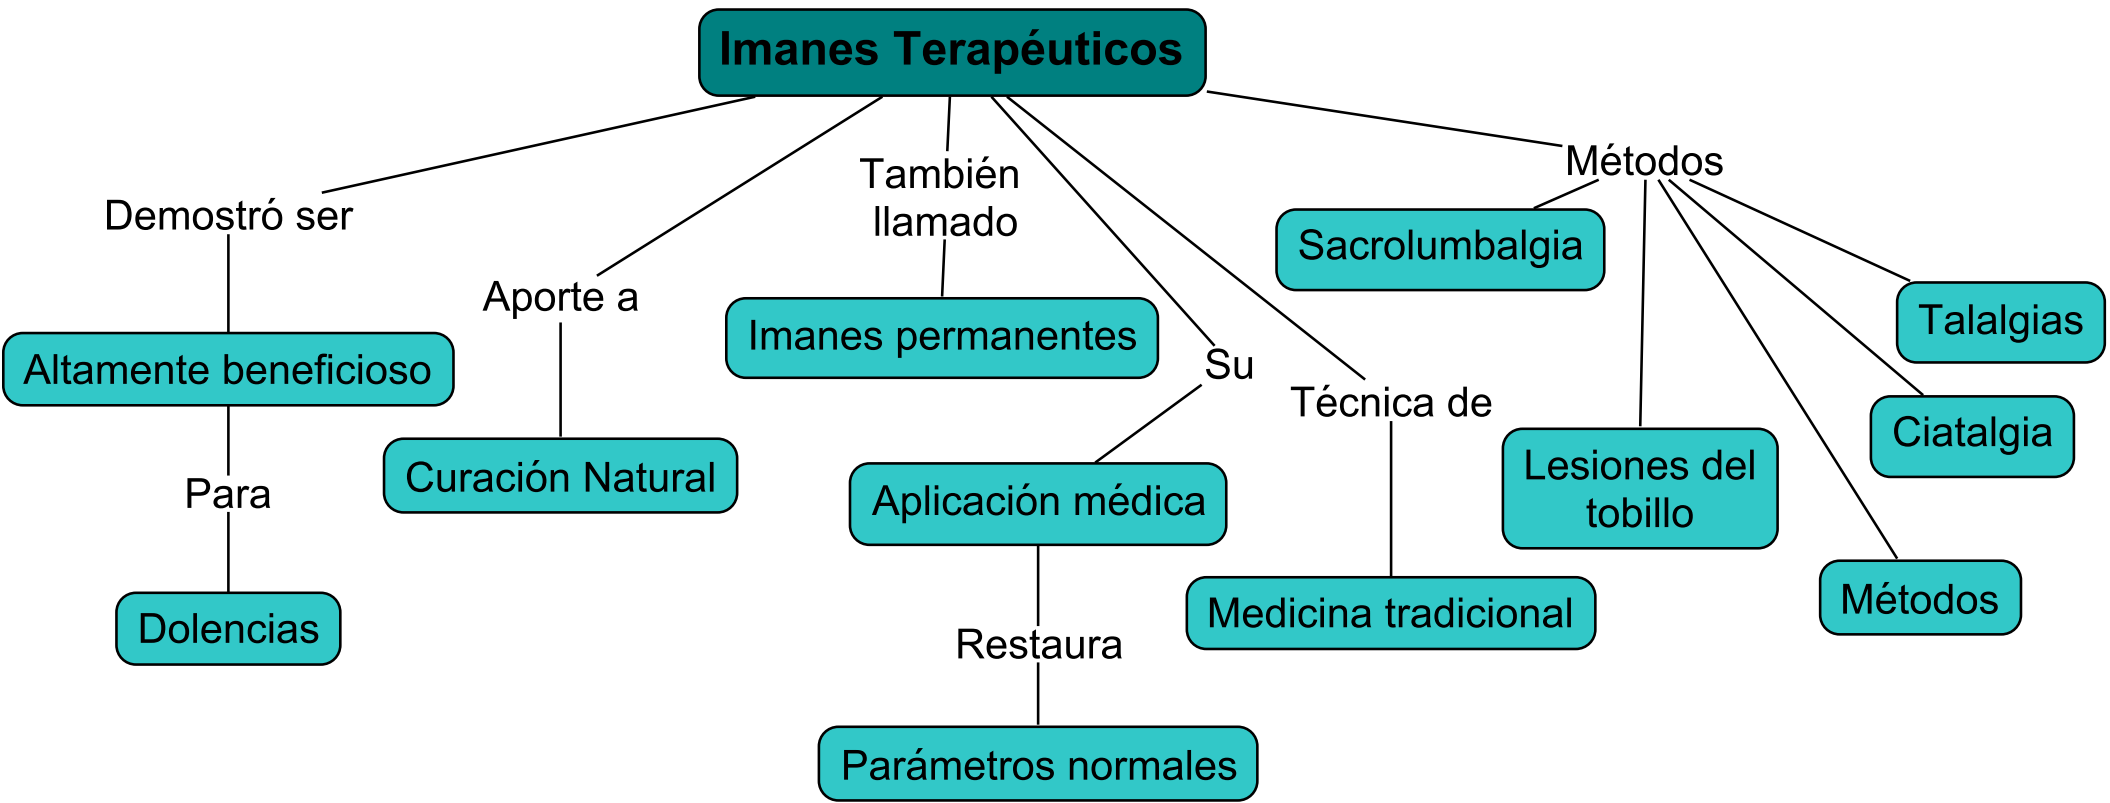 Imanes Terapéuticos
Demostró ser
Altamente beneficioso
Para
Dolencias
Aporte a
Curación Natural
También
llamado
Imanes permanentes
Su
Aplicación médica
Restaura
Parámetros normales
Técnica de
Medicina tradicional
Métodos
Sacrolumbalgia
Lesiones del
tobillo
Métodos
Ciatalgia
Talalgias